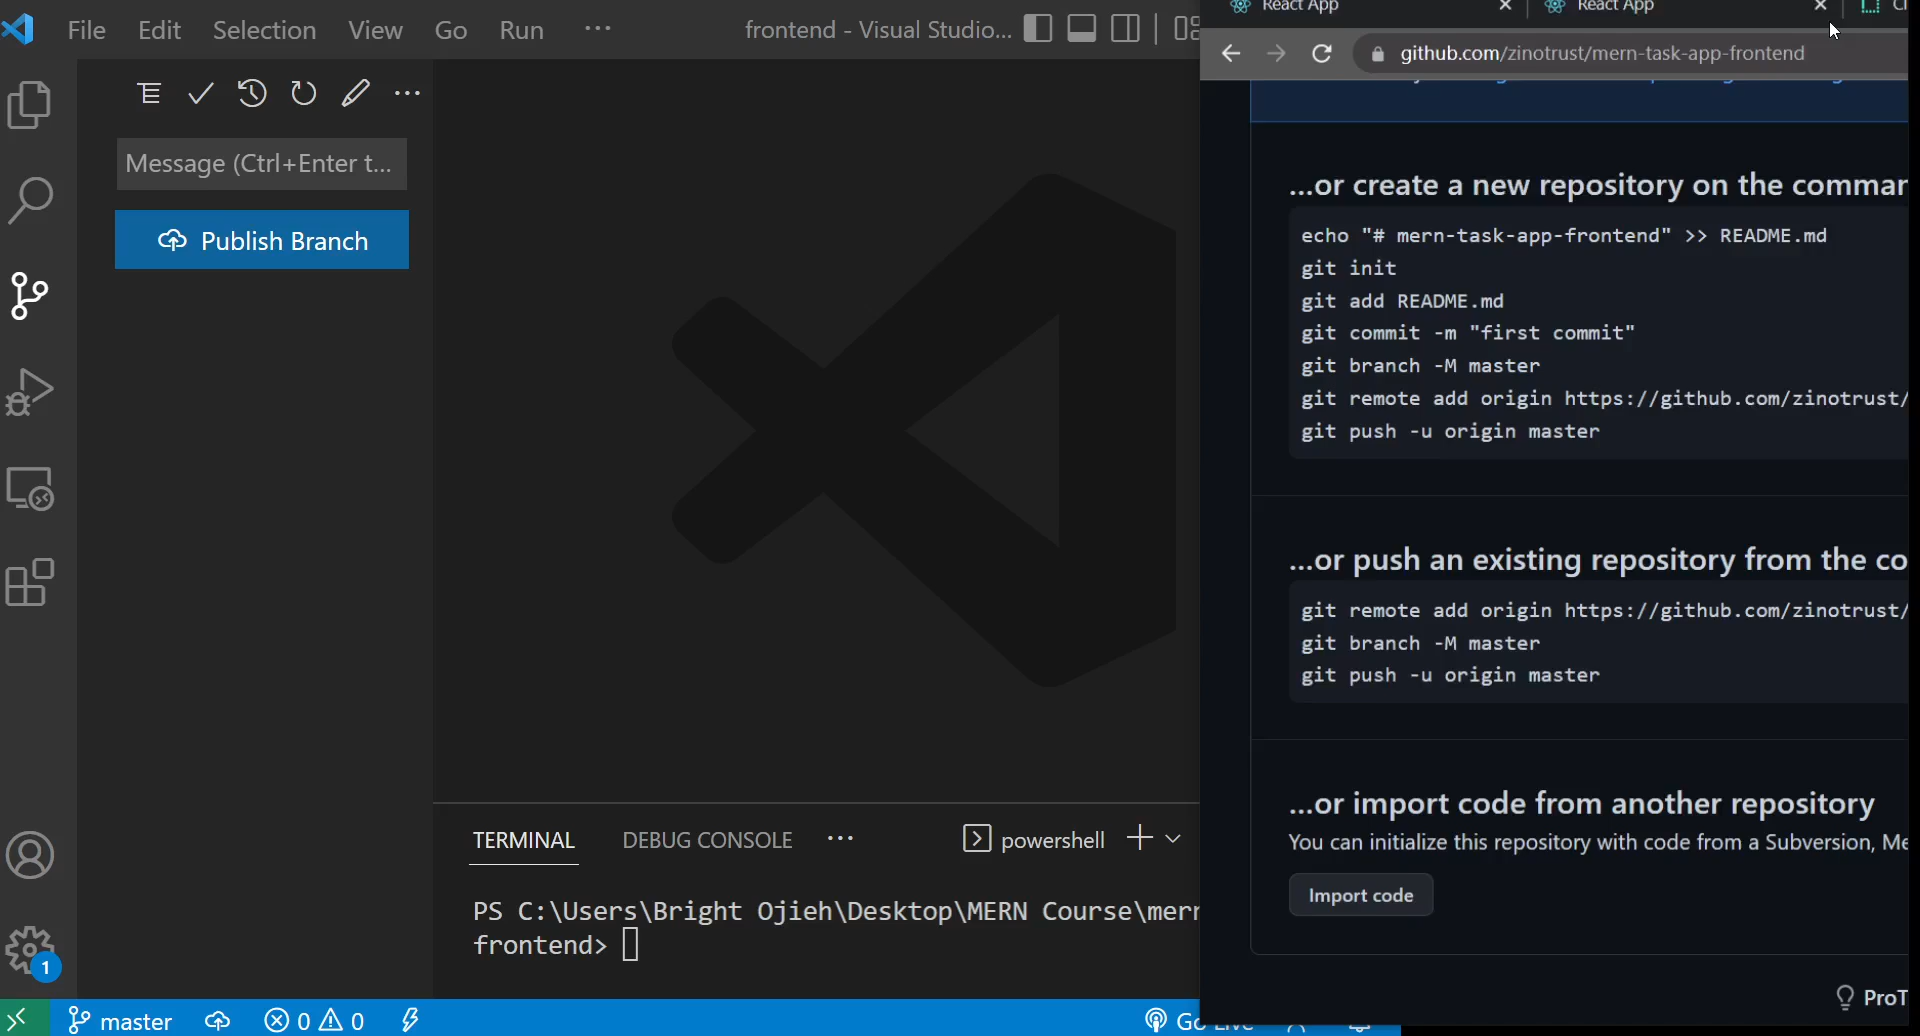 File Edit Selection View Go Run ...
frontend - Visual Studio...
Message (Ctrl+Enter t...
Publish Branch
TERMINAL DEBUG CONSOLE ...
powershell
PS C:\Users\Bright Ojieh\Desktop\MERN Course\mern
frontend>
1
master
0 0
Go Live
React App
React App
github.com/zinotrust/mern-task-app-frontend
...or create a new repository on the comman
echo "# mern-task-app-frontend" >> README.md
git init
git add README.md
git commit -m "first commit"
git branch -M master
git remote add origin https://github.com/zinotrust/
git push -u origin master
...or push an existing repository from the co
git remote add origin https://github.com/zinotrust/
git branch -M master
git push -u origin master
...or import code from another repository
You can initialize this repository with code from a Subversion, Me
Import code
ProT